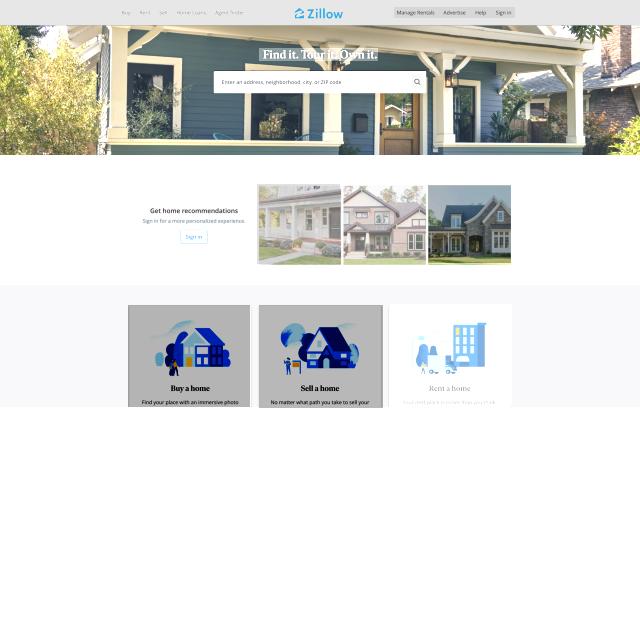 Buy Rent Sell Home Loans Agent finder
Zillow
Manage Rentals Advertise Help Sign in
Find it. Tour it. Own it.
Enter an address, neighborhood, city, or ZIP code
Get home recommendations
Sign in for a more personalized experience.
Sign in
Buy a home
Find your place with an immersive photo
Sell a home
No matter what path you take to sell your
Rent a home